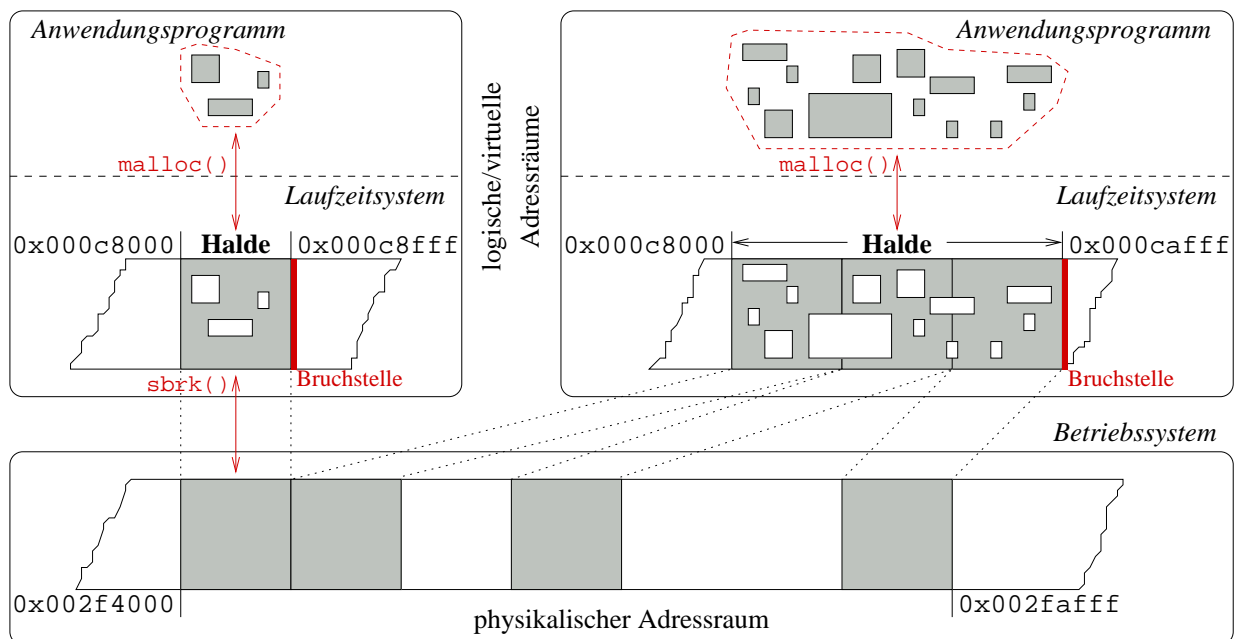 Anwendungsprogramm
malloc()
Laufzeitsystem
0x000c8000
Halde
0x000c8fff
Bruchstelle
sbrk()
logische/virtuelle
Adressräume
Anwendungsprogramm
malloc()
Laufzeitsystem
0x000c8000
Halde
0x000cafff
Bruchstelle
Betriebssystem
0x002f4000
physikalischer Adressraum
0x002fafff